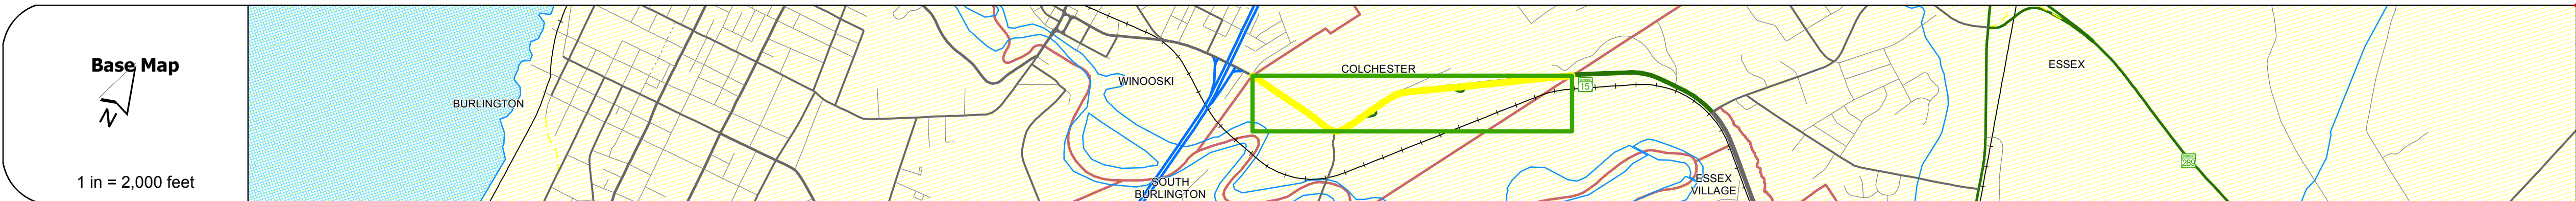 Base Map
N
1 in = 2,000 feet
BURLINGTON
WINOOSKI
SOUTH
BURLINGTON
COLCHESTER
15
ESSEX
VILLAGE
ESSEX
289